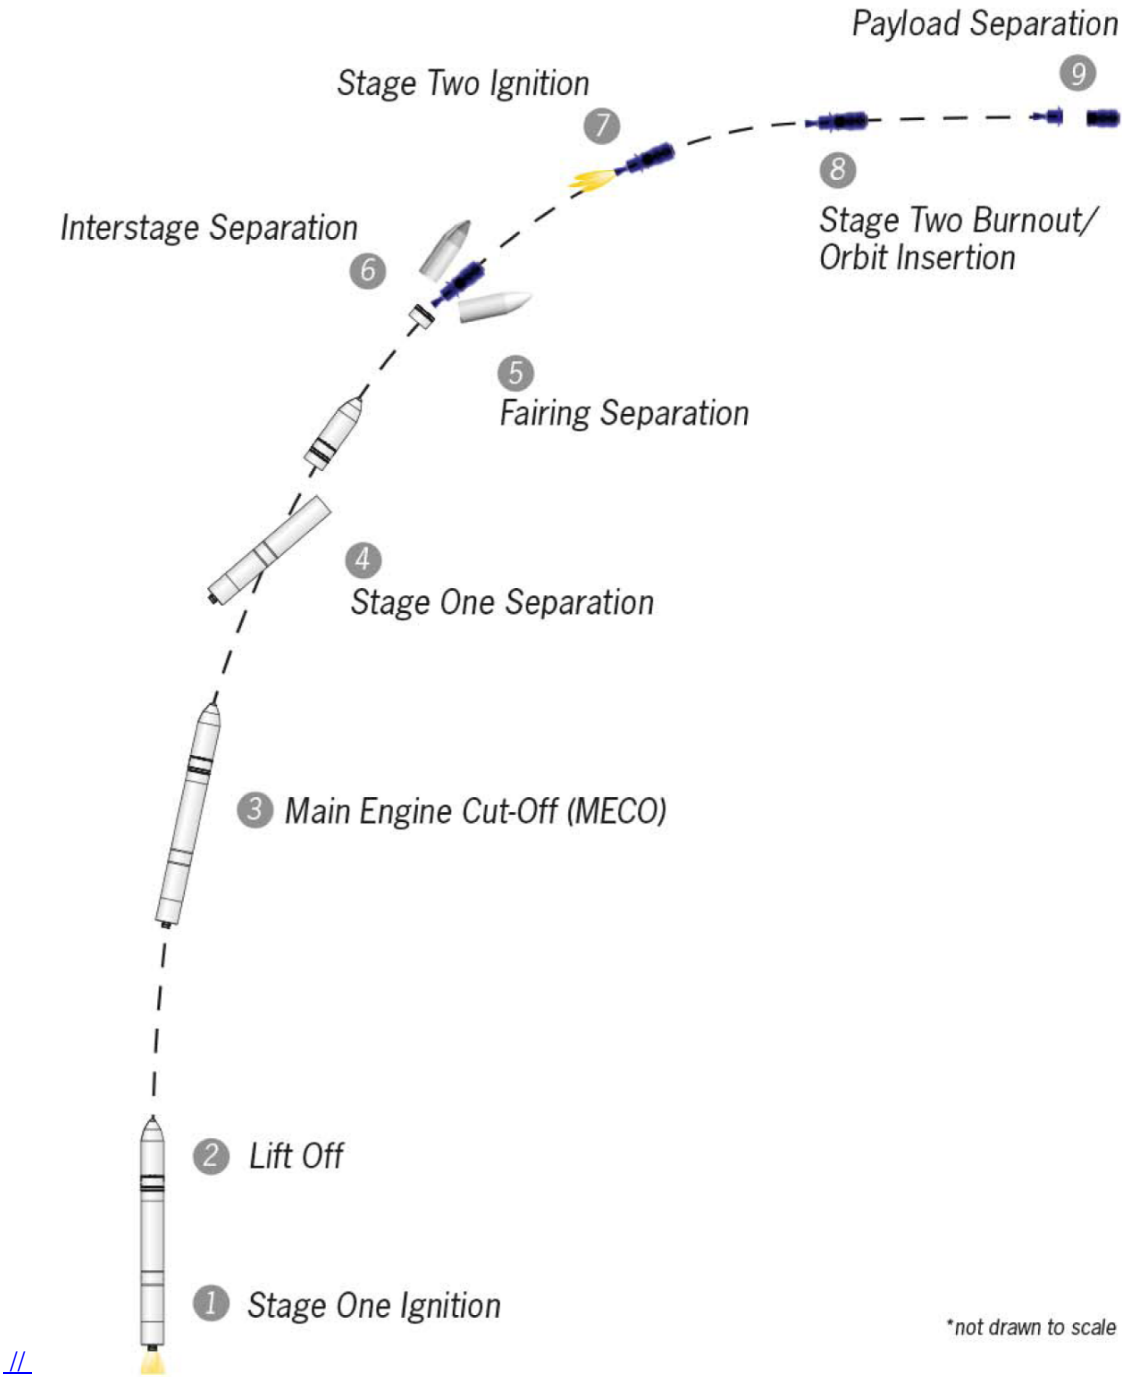 Payload Separation
9
Stage Two Ignition
7
8
Stage Two Burnout/
Orbit Insertion
Interstage Separation
6
5
Fairing Separation
4
Stage One Separation
3 Main Engine Cut-Off (MECO)
2 Lift Off
1 Stage One Ignition
*not drawn to scale
//